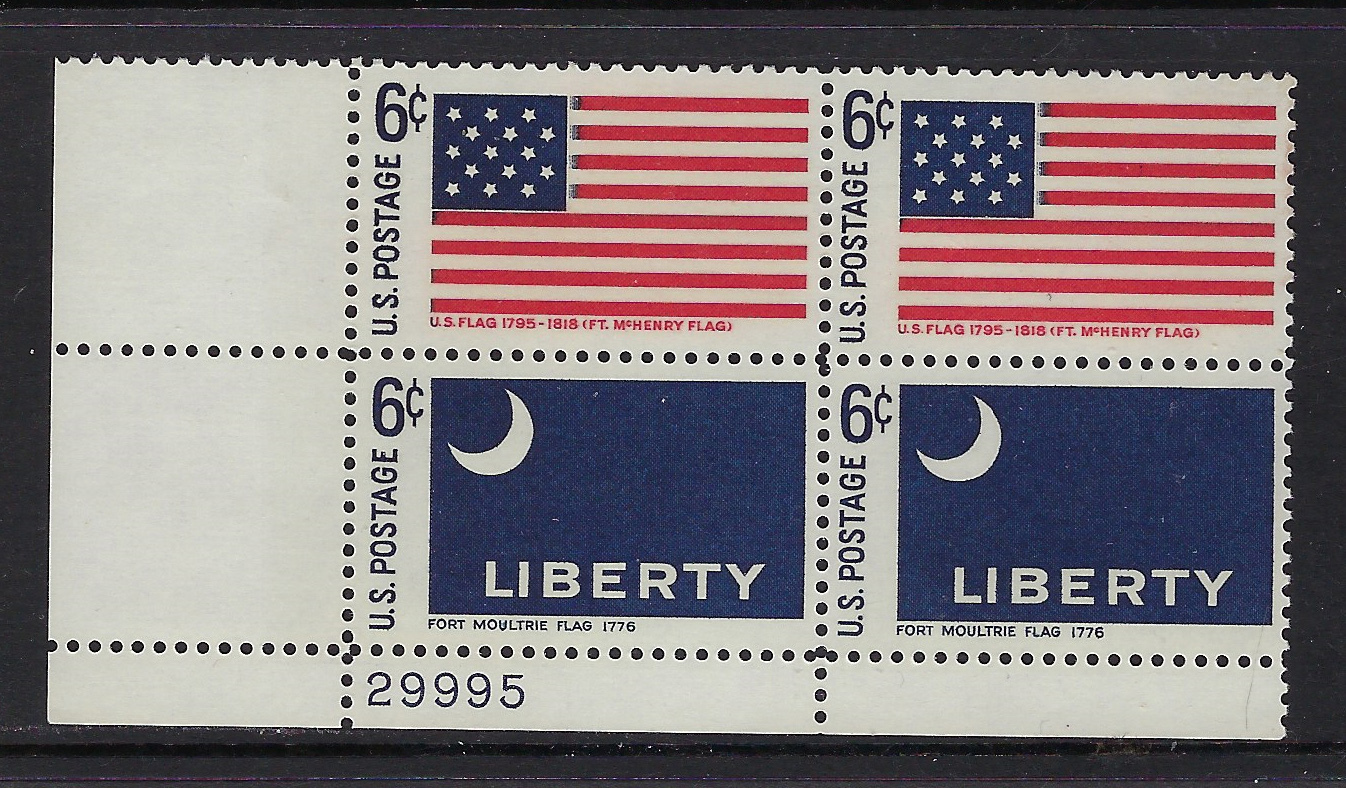 6¢
U.S. POSTAGE
U.S. FLAG 1795-1818 (FT. McHENRY FLAG)
6¢
U.S. POSTAGE
U.S. FLAG 1795-1818 (FT. McHENRY FLAG)
6¢
U.S. POSTAGE
LIBERTY
FORT MOULTRIE FLAG 1776
6¢
U.S. POSTAGE
LIBERTY
FORT MOULTRIE FLAG 1776
29995